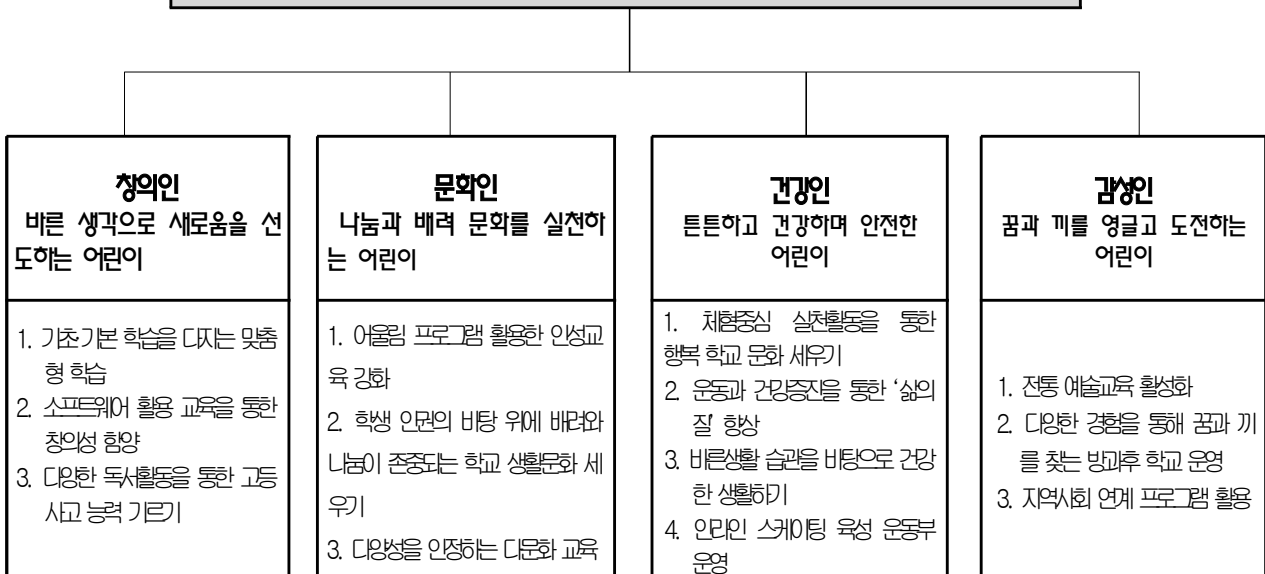 창의인
바른 생각으로 새로움을 선
도하는 어린이
1. 기초·기본 학습을 다지는 맞춤
형 학습
2. 소프트웨어 활용 교육을 통한
창의성 함양
3. 다양한 독서활동을 통한 고등
사고 능력 기르기
문화인
나눔과 배려 문화를 실천하
는 어린이
1. 어울림 프로그램 활용한 인성교
육 강화
2. 학생 인권의 바탕 위에 배려와
나눔이 존중되는 학교 생활문화 세
우기
3. 다양성을 인정하는 다문화 교육
건강인
튼튼하고 건강하며 안전한
어린이
1. 체험중심 실천활동을 통한
행복 학교 문화 세우기
2. 운동과 건강증진을 통한 ‘삶의
질’ 향상
3. 바른생활 습관을 바탕으로 건강
한 생활하기
4. 인라인 스케이팅 육성 운동부
운영
감성인
꿈과 끼를 영글고 도전하는
어린이
1. 전통 예술교육 활성화
2. 다양한 경험을 통해 꿈과 끼
를 찾는 방과후 학교 운영
3. 지역사회 연계 프로그램 활용